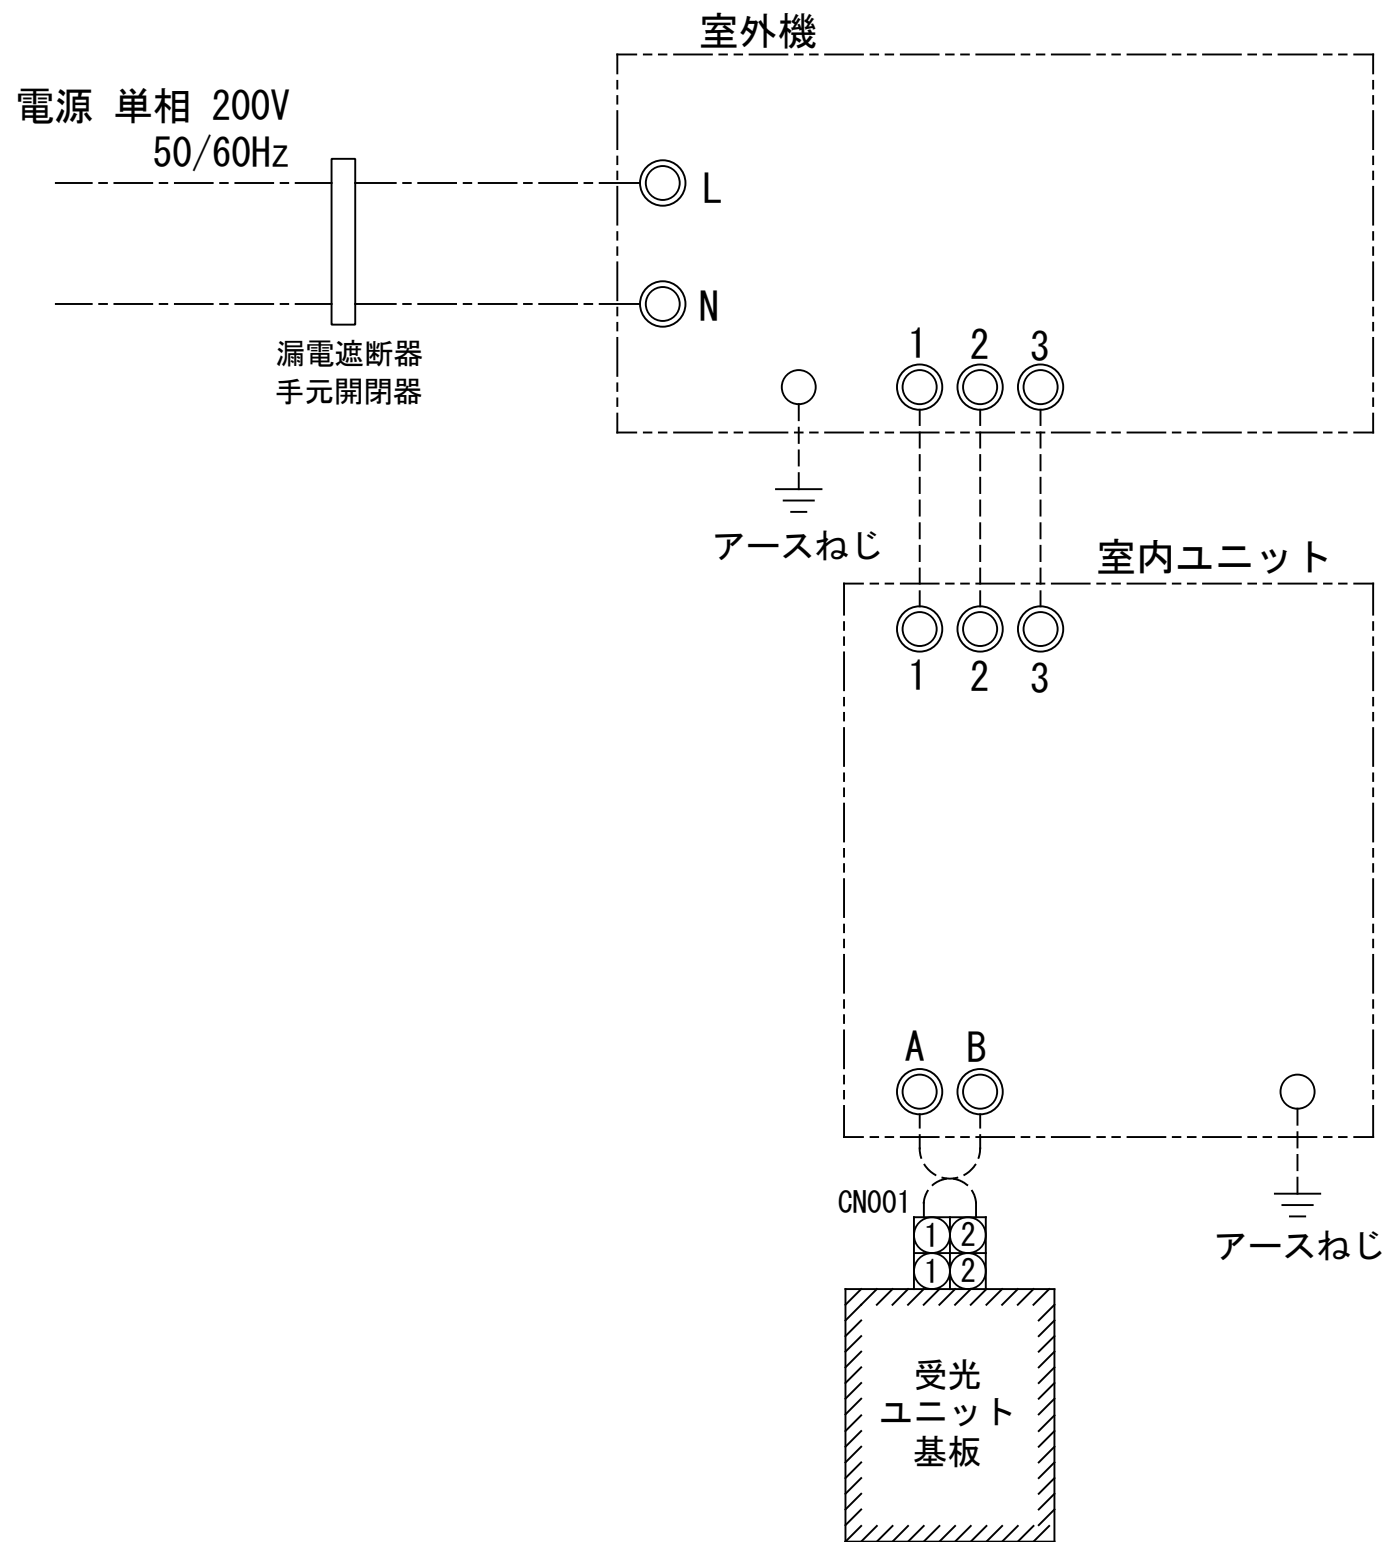 室外機
電源 単相 200V
50/60Hz
L
N
漏電遮断器
手元開閉器
1 2 3
アースねじ
室内ユニット
1 2 3
A B
CN001
1 2
1 2
アースねじ
受光
ユニット
基板